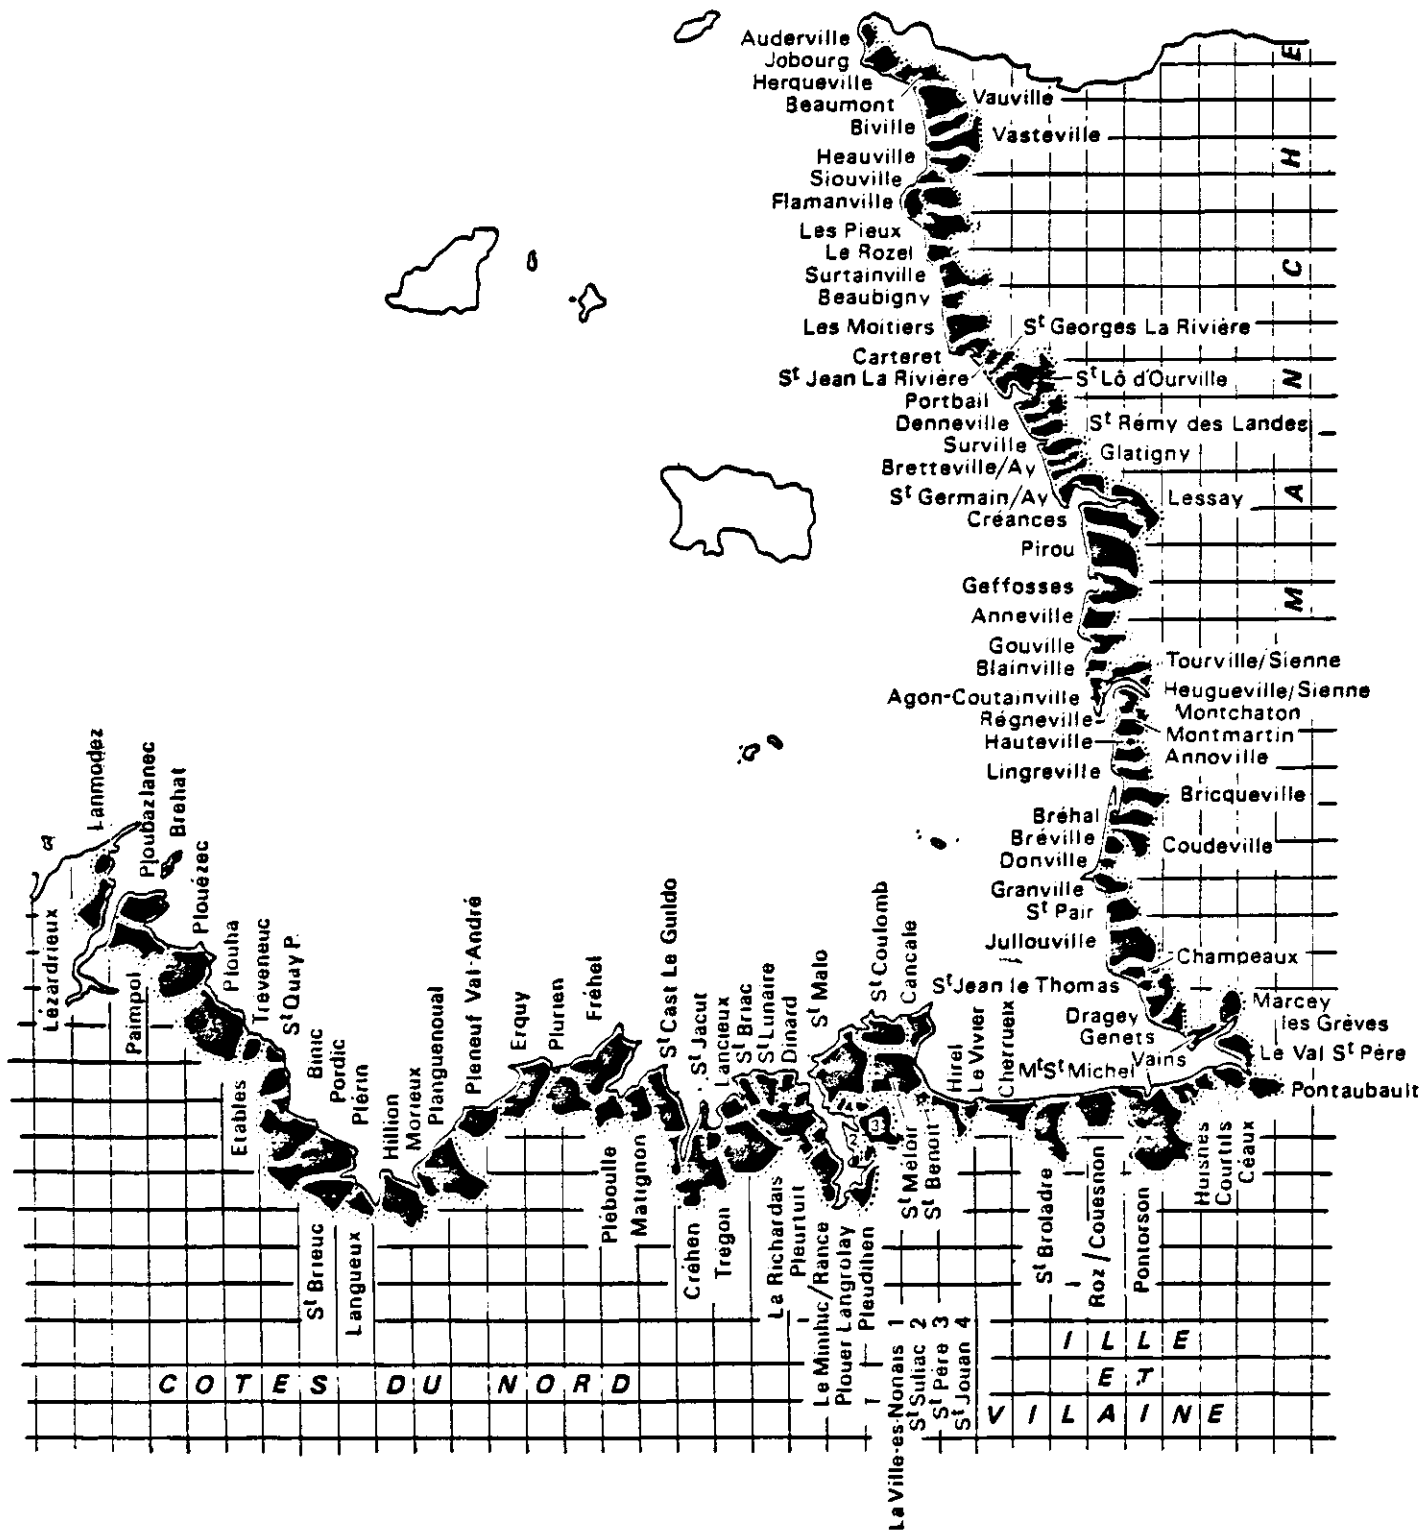 Auderville
Jobourg
Herqueville
Beaumont
Vauville
Biville
Vasteville
Heauville
Siouville
Flamanville
Les Pieux
Le Rozel
Surtainville
Beaubigny
Les Moitiers
St Georges La Rivière
Carteret
St Jean La Rivière
St Lô d'Ourville
Portbail
Denneville
St Rémy des Landes
Surville
Glatigny
Bretteville/Ay
St Germain/Ay
Lessay
Créances
Pirou
Geffosses
Anneville
Gouville
Blainville
Tourville/Sienne
Agon-Coutainville
Heugueville/Sienne
Régneville
Montchaton
Hauteville
Montmartin
Annoville
Lingreville
Bricqueville
Bréhal
Bréville
Coudeville
Donville
Granville
St Pair
Jullouville
Champeaux
St Jean le Thomas
Dragey
Genets
Marcey
les Grèves
Vains
Le Val St Père
Mt St Michel
Pontaubault
MANCHE
Lanmodez
Ploubazlanec
Brehat
Plouézec
Plouha
Tréveneuc
St Quay P.
Binic
Pordic
Plérin
Hillion
Morieux
Planguenoual
Pleneuf Val André
Erquy
Plurien
Fréhel
St Cast Le Guildo
St Jacut
Lancieux
St Briac
St Lunaire
Dinard
St Malo
St Coulomb
Cancale
Hirel
Le Vivier
Cherrueix
Lézardrieux
Paimpol
Etables
St Brieuc
Langueux
Pléboulle
Matignon
Créhen
Trégon
La Richardais
Pleurtuit
Le Minihic/Rance
Plouer Langrolay
Pleudihen
St Méloir
St Benoit
St Broladre
Roz/Couesnon
Pontorson
Huisnes
Courtils
Céaux
La Ville-es-Nonais 1
St Suliac 2
St Père 3
St Jouan 4
COTES DU NORD
ILLE
ET
VILAINE